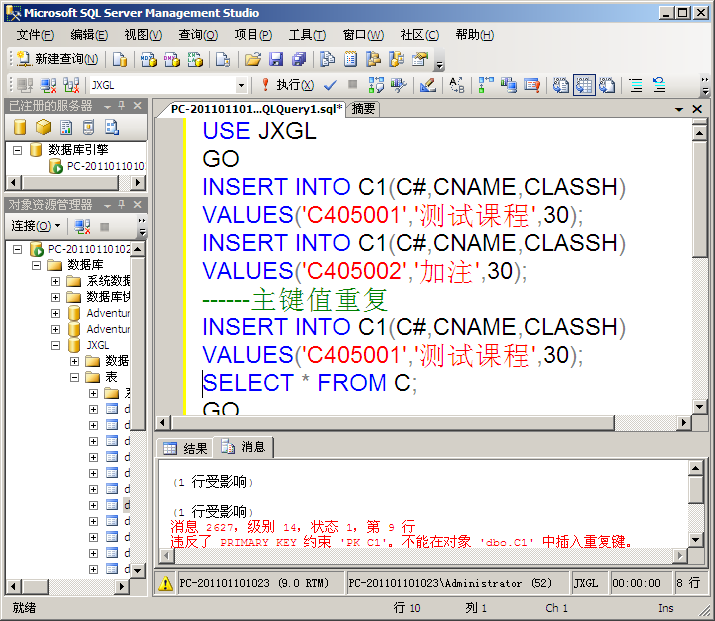 Microsoft SQL Server Management Studio
文件(F) 编辑(E) 视图(V) 查询(Q) 项目(P) 工具(T) 窗口(W) 社区(C) 帮助(H)
新建查询(N)
JXGL 执行(X)
已注册的服务器
数据库引擎
PC-2011011010
对象资源管理器
连接(O)
PC-20110110102
数据库
系统数据
数据库快
Adventur
Adventur
JXGL
数据
表
PC-201101101...QLQuery1.sql* 摘要
USE JXGL
GO
INSERT INTO C1(C#,CNAME,CLASSH)
VALUES('C405001','测试课程',30);
INSERT INTO C1(C#,CNAME,CLASSH)
VALUES('C405002','加注',30);
------主键值重复
INSERT INTO C1(C#,CNAME,CLASSH)
VALUES('C405001','测试课程',30);
SELECT * FROM C;
GO
结果 消息
(1 行受影响)
(1 行受影响)
消息 2627，级别 14，状态 1，第 9 行
违反了 PRIMARY KEY 约束 'PK_C1'。不能在对象 'dbo.C1' 中插入重复键。
PC-201101101023 (9.0 RTM) PC-201101101023\Administrator (52) JXGL 00:00:00 8 行
就绪 行 10 列 1 Ch 1 Ins